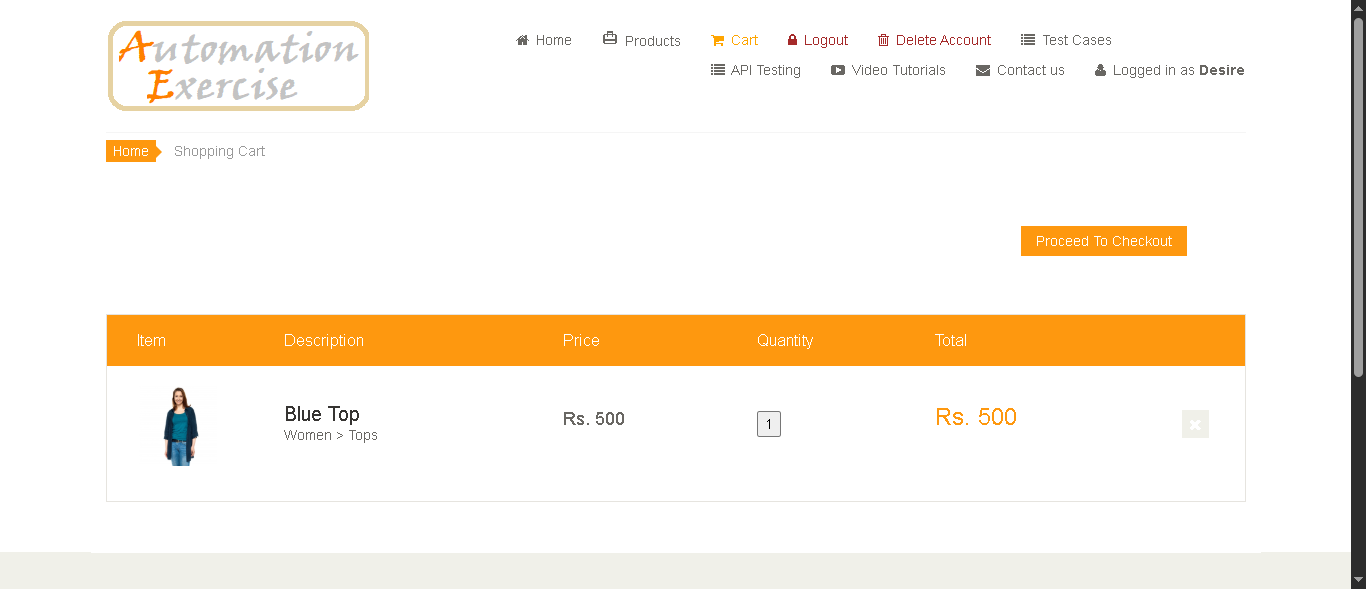 Automation
Exercise
Home Products Cart Logout Delete Account Test Cases
API Testing Video Tutorials Contact us Logged in as Desire
Home Shopping Cart
Proceed To Checkout
Item Description Price Quantity Total
Blue Top
Women > Tops
Rs. 500
1
Rs. 500